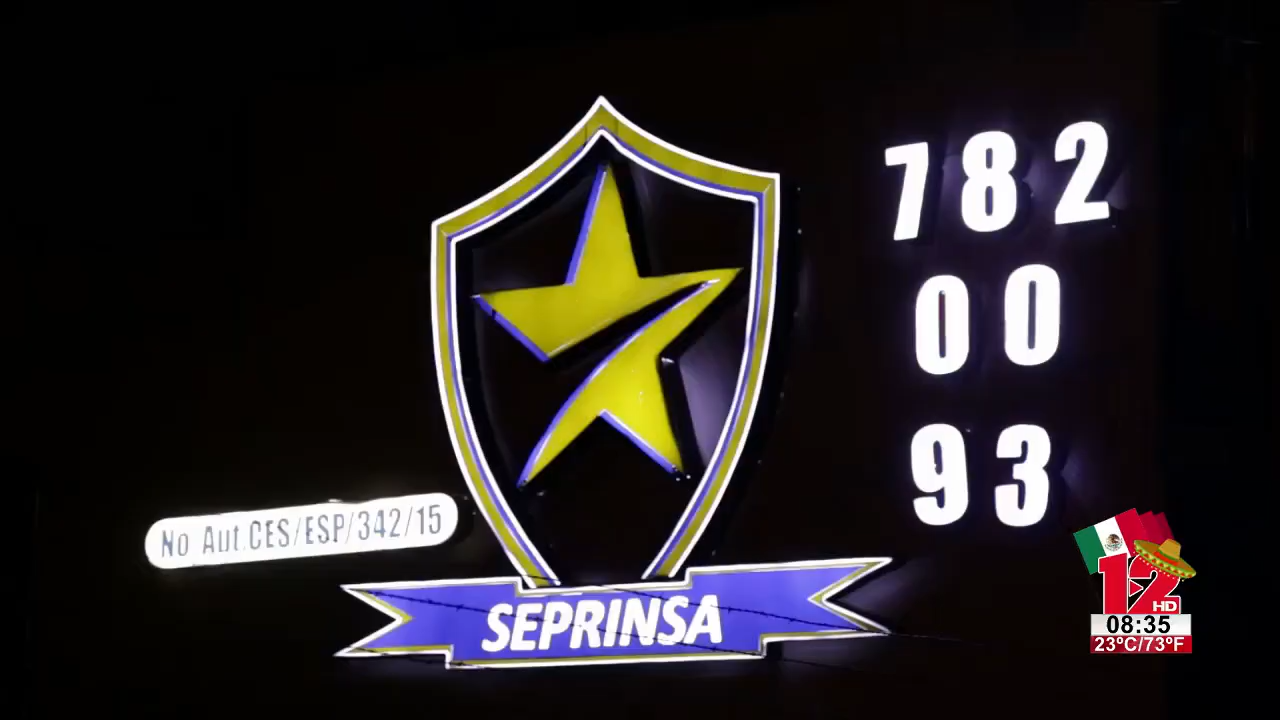 782
00
93
No Aut.CES/ESP/342/15
SEPRINSA
12
HD
08:35
23°C/73°F